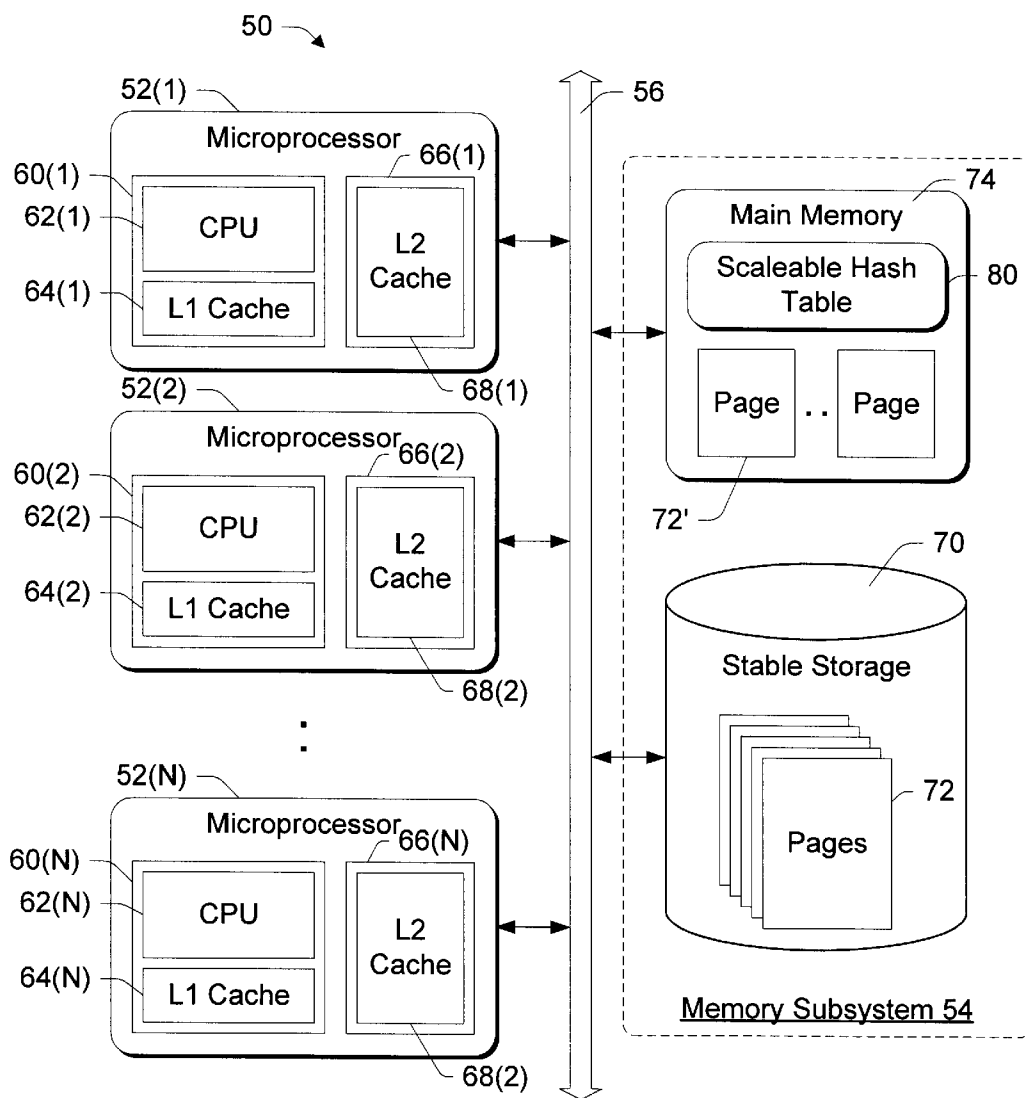 50
52(1)
Microprocessor
66(1)
60(1)
62(1)
CPU
L2
Cache
64(1)
L1 Cache
68(1)
52(2)
Microprocessor
66(2)
60(2)
62(2)
CPU
L2
Cache
64(2)
L1 Cache
68(2)
:
52(N)
Microprocessor
66(N)
60(N)
62(N)
CPU
L2
Cache
64(N)
L1 Cache
68(2)
56
74
Main Memory
Scaleable Hash
Table
80
Page
. .
Page
72'
70
Stable Storage
72
Pages
Memory Subsystem 54